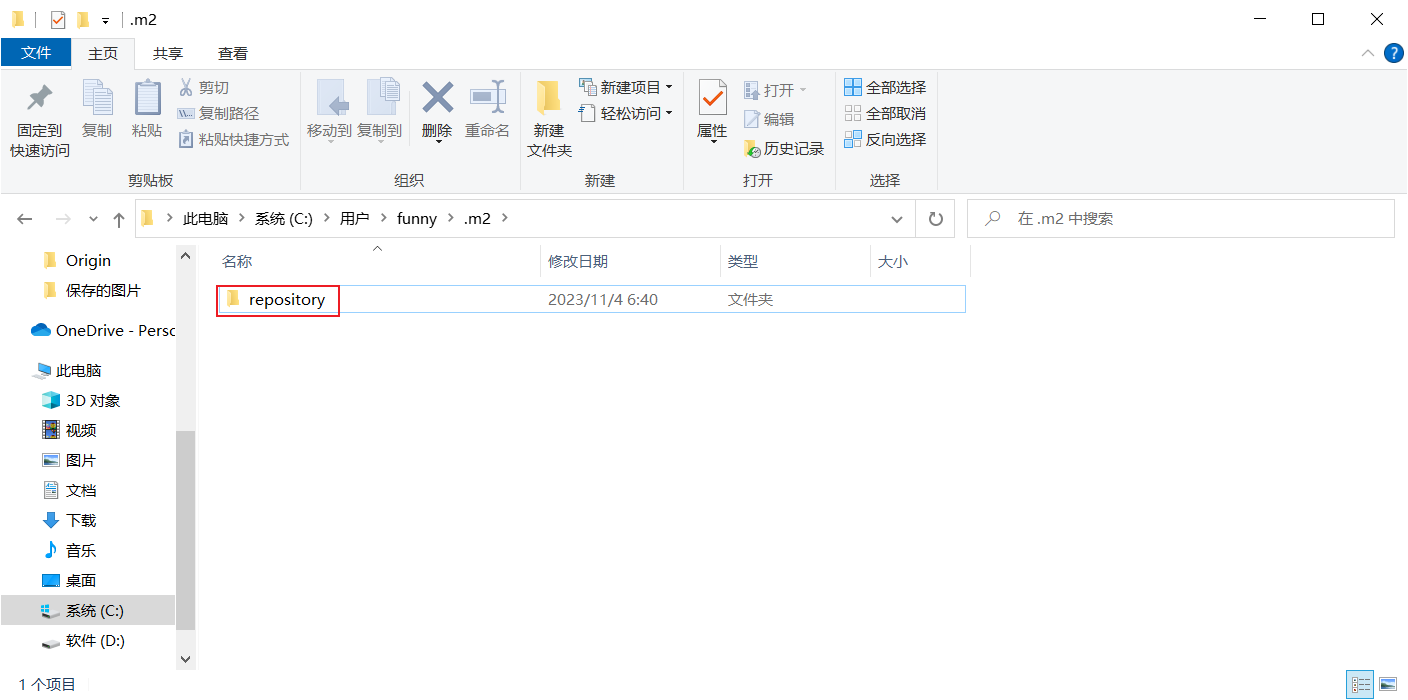 .m2
文件 主页 共享 查看
固定到
快速访问
复制
粘贴
剪切
复制路径
粘贴快捷方式
剪贴板
移动到 复制到 删除 重命名
组织
新建
文件夹
新建项目
轻松访问
新建
属性
打开
编辑
历史记录
打开
全部选择
全部取消
反向选择
选择
此电脑 系统 (C:) 用户 funny .m2
在 .m2 中搜索
Origin
保存的图片
OneDrive - Persc
此电脑
3D 对象
视频
图片
文档
下载
音乐
桌面
系统 (C:)
软件 (D:)
名称 修改日期 类型 大小
repository 2023/11/4 6:40 文件夹
1 个项目